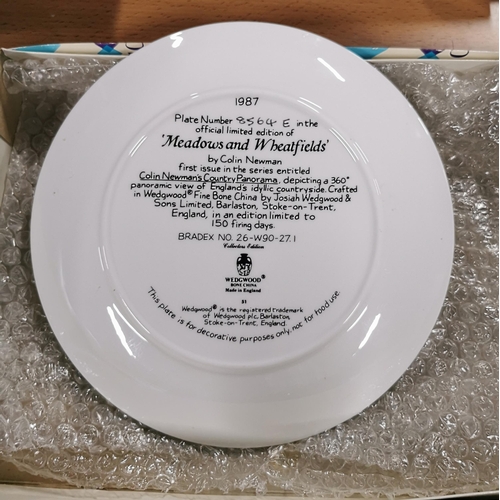 1987
Plate Number 8564 E in the
official limited edition of
'Meadows and Wheatfields'
by Colin Newman
first issue in the series entitled
Colin Newman's Country Panorama, depicting a 360°
panoramic view of England's idyllic countryside. Crafted
in Wedgwood® Fine Bone China by Josiah Wedgwood &
Sons Limited, Barlaston, Stoke-on-Trent,
England, in an edition limited to
150 firing days.
BRADEX NO. 26-W90-27.1
Collectors Edition
WEDGWOOD®
BONE CHINA
Made in England
S1
Wedgwood® is the registered trademark
of Wedgwood plc. Barlaston,
Stoke-on-Trent, England.
This plate is for decorative purposes only, not for food use.